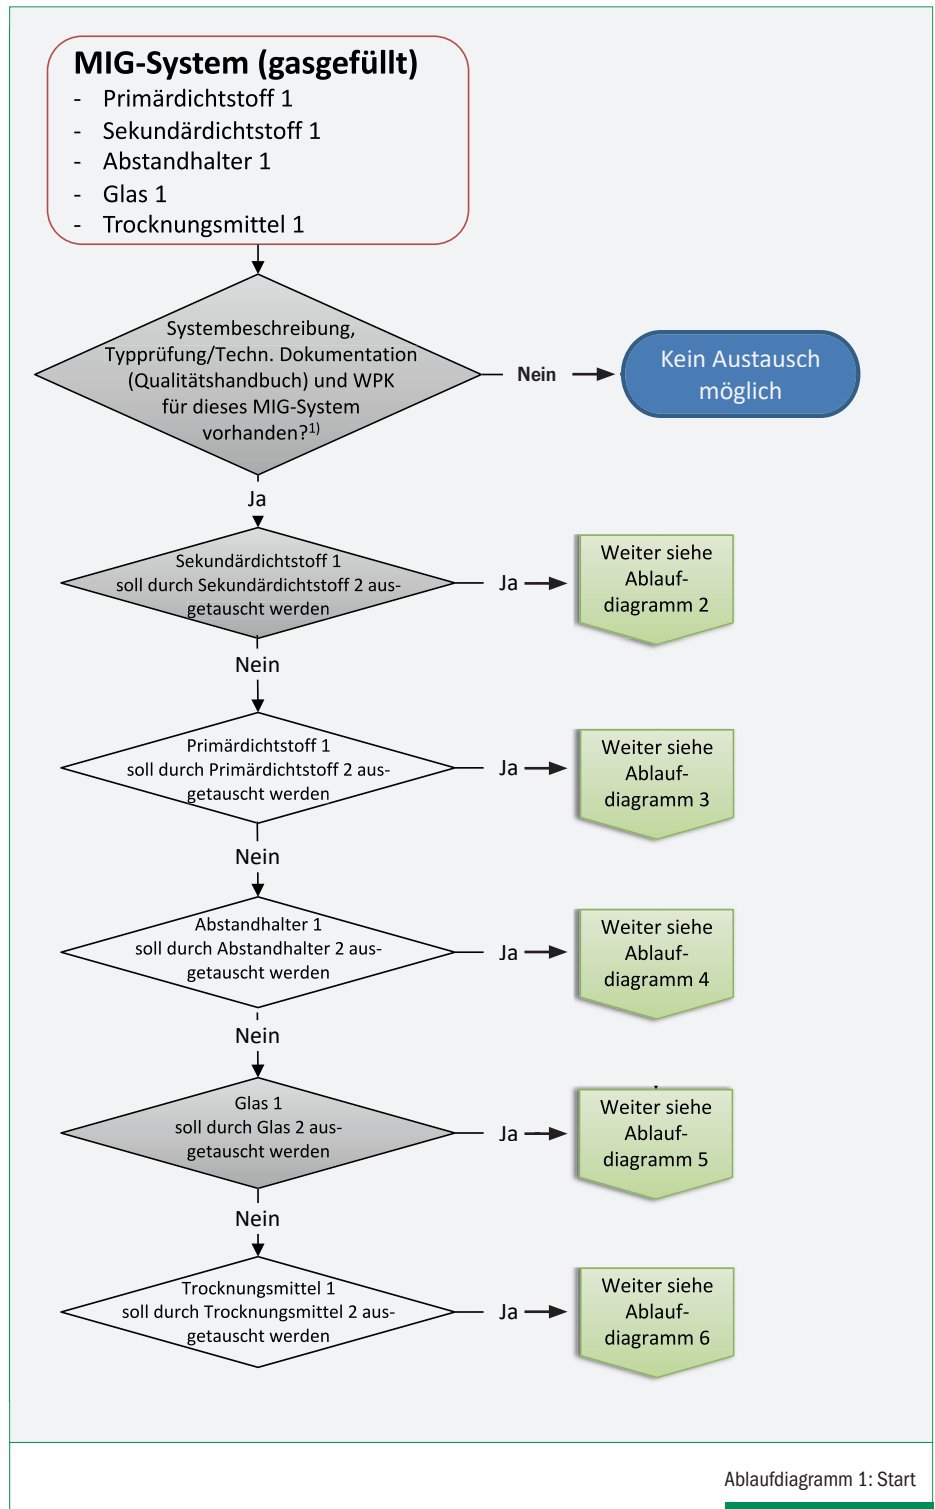 MIG-System (gasgefüllt)
- Primärdichtstoff 1
- Sekundärdichtstoff 1
- Abstandhalter 1
- Glas 1
- Trocknungsmittel 1
Systembeschreibung,
Typprüfung/Techn. Dokumentation
(Qualitätshandbuch) und WPK
für dieses MIG-System
vorhanden?1)
Nein
Kein Austausch
möglich
Ja
Sekundärdichtstoff 1
soll durch Sekundärdichtstoff 2 aus-
getauscht werden
Ja
Weiter siehe
Ablauf-
diagramm 2
Nein
Primärdichtstoff 1
soll durch Primärdichtstoff 2 aus-
getauscht werden
Ja
Weiter siehe
Ablauf-
diagramm 3
Nein
Abstandhalter 1
soll durch Abstandhalter 2 aus-
getauscht werden
Ja
Weiter siehe
Ablauf-
diagramm 4
Nein
Glas 1
soll durch Glas 2 aus-
getauscht werden
Ja
Weiter siehe
Ablauf-
diagramm 5
Nein
Trocknungsmittel 1
soll durch Trocknungsmittel 2 aus-
getauscht werden
Ja
Weiter siehe
Ablauf-
diagramm 6
Ablaufdiagramm 1: Start